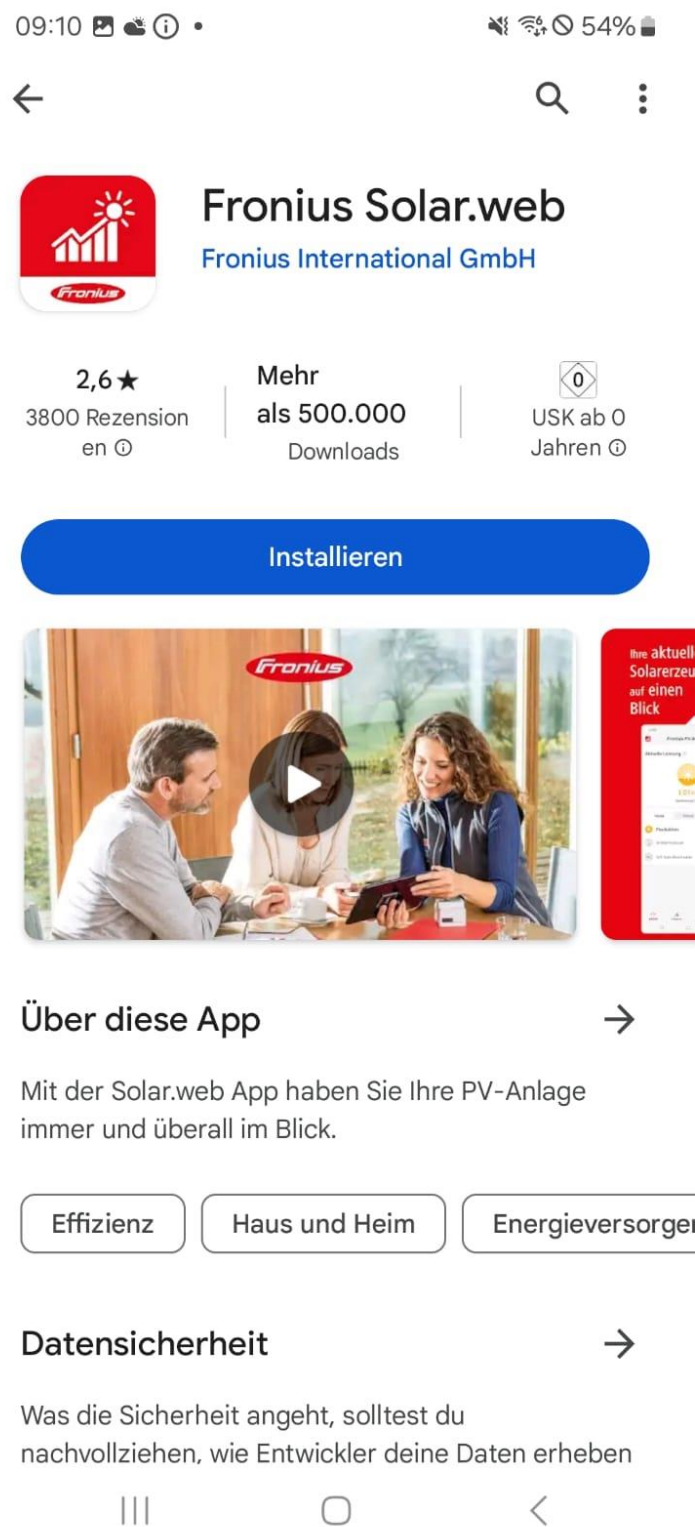 09:10
54%
Fronius Solar.web
Fronius International GmbH
Fronius
2,6★
3800 Rezension
en
Mehr
als 500.000
Downloads
0
USK ab 0
Jahren
Installieren
Fronius
Ihre aktuell
Solarerzeu
auf einen
Blick
Über diese App
Mit der Solar.web App haben Sie Ihre PV-Anlage
immer und überall im Blick.
Effizienz
Haus und Heim
Energieversorger
Datensicherheit
Was die Sicherheit angeht, solltest du
nachvollziehen, wie Entwickler deine Daten erheben